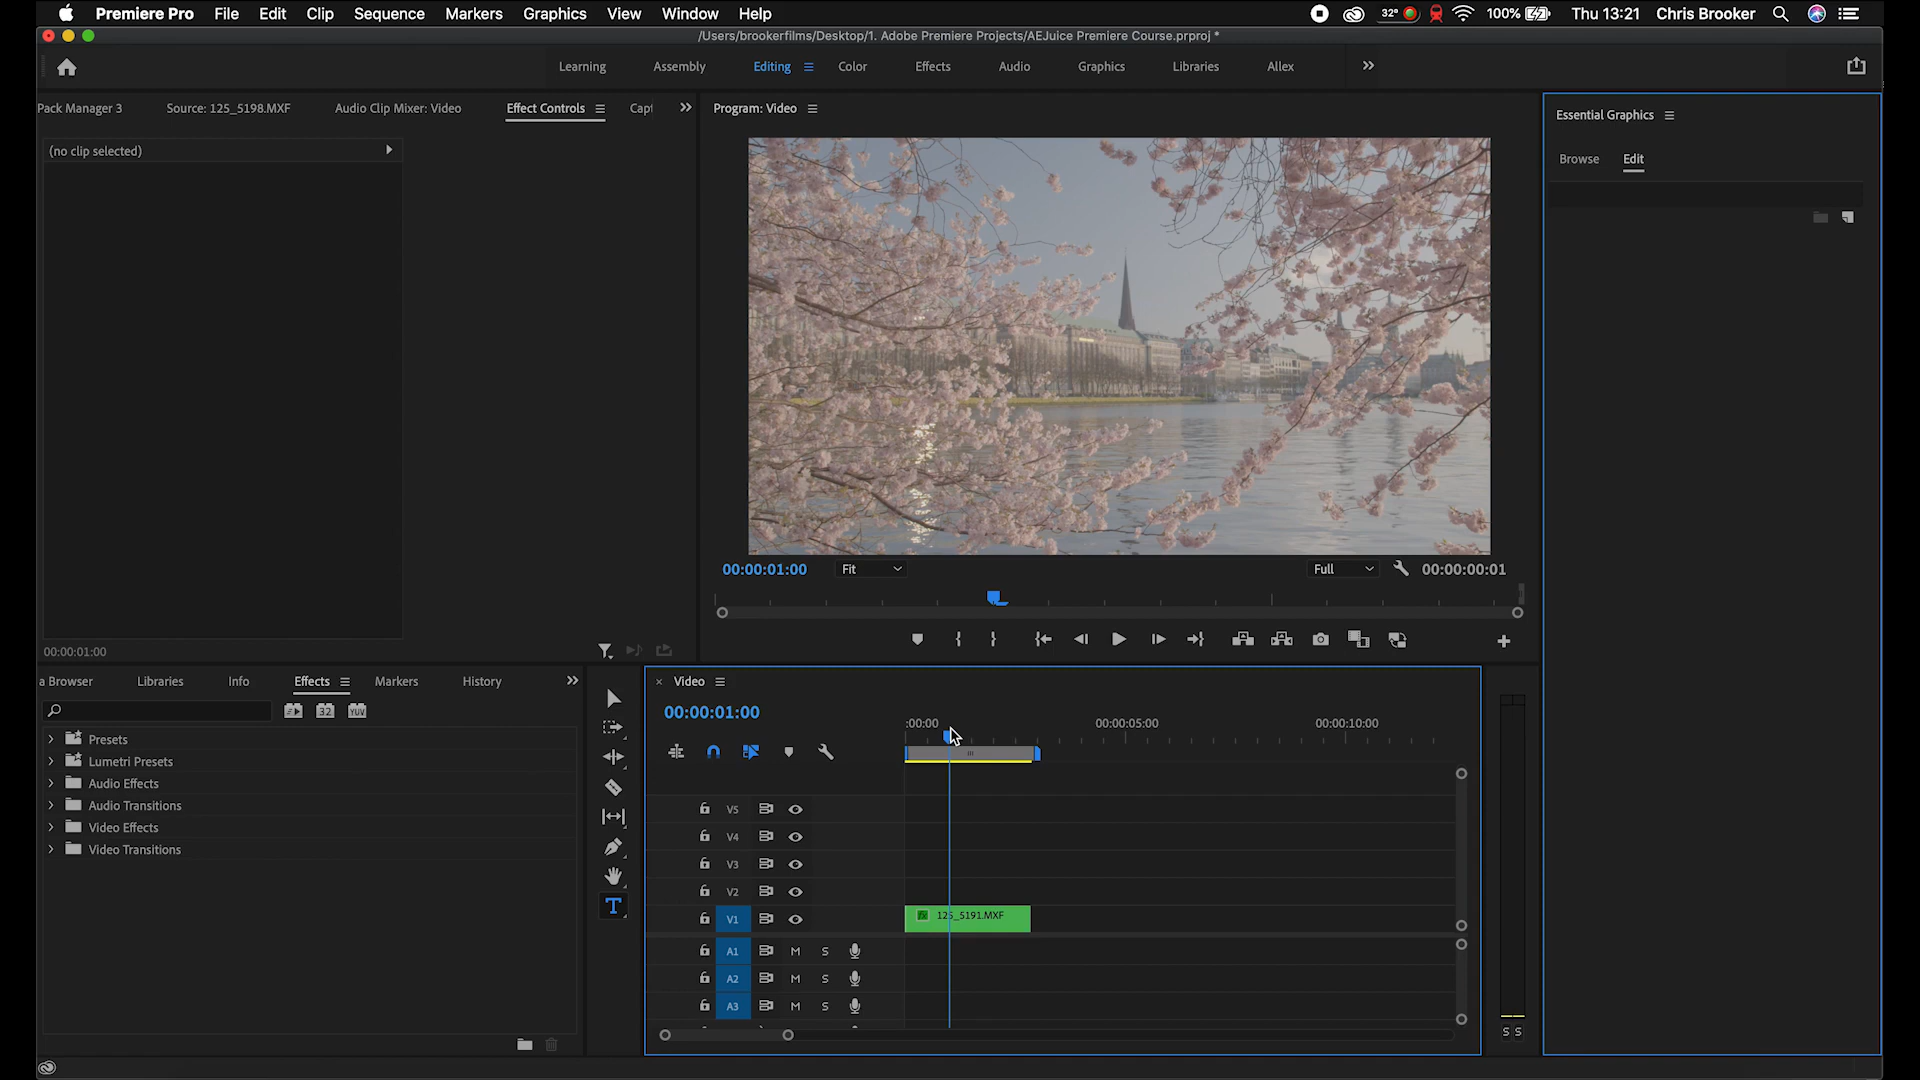 Premiere Pro File Edit Clip Sequence Markers Graphics View Window Help 32° 100% Thu 13:21 Chris Brooker
/Users/brookerfilms/Desktop/1. Adobe Premiere Projects/AEJuice Premiere Course.prproj *
Learning Assembly Editing Color Effects Audio Graphics Libraries Allex
Pack Manager 3 Source: 125_5198.MXF Audio Clip Mixer: Video Effect Controls Capt Program: Video Essential Graphics
(no clip selected)
Browse Edit
00:00:01:00 Fit Full 00:00:00:01
00:00:01:00
a Browser Libraries Info Effects Markers History
32 YUV
Presets
Lumetri Presets
Audio Effects
Audio Transitions
Video Effects
Video Transitions
× Video
00:00:01:00
:00:00 00:00:05:00 00:00:10:00
V5
V4
V3
V2
V1 fx 125_5191.MXF
A1 M S
A2 M S
A3 M S
S S